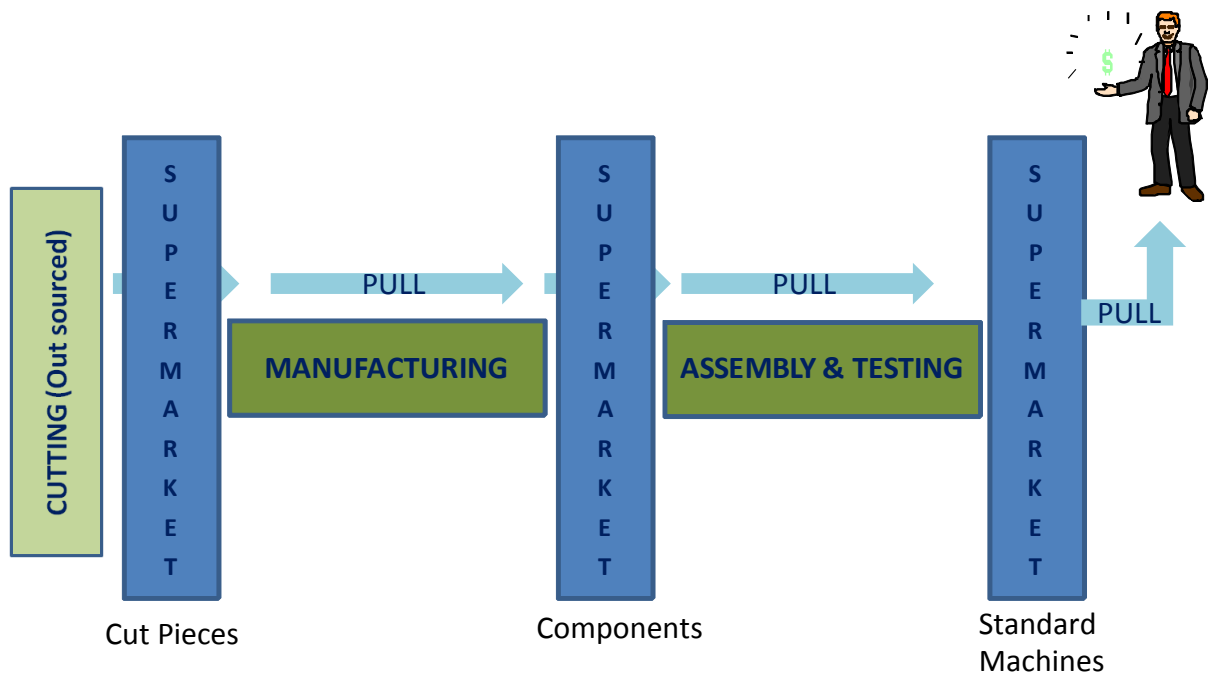 $
CUTTING (Out sourced)
SUPERMARKET
PULL
MANUFACTURING
SUPERMARKET
PULL
ASSEMBLY & TESTING
SUPERMARKET
PULL
Cut Pieces
Components
Standard
Machines